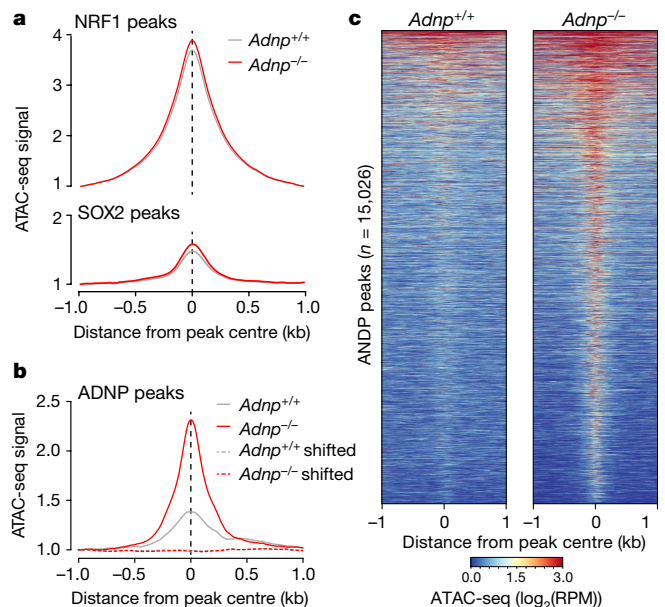 a
NRF1 peaks
4
3
2
1
ATAC-seq signal
Adnp+/+
Adnp−/−
SOX2 peaks
2
1
−1.0 −0.5 0 0.5 1.0
Distance from peak centre (kb)
b
ADNP peaks
2.5
2.0
1.5
1.0
ATAC-seq signal
Adnp+/+
Adnp−/−
Adnp+/+ shifted
Adnp−/− shifted
−1.0 −0.5 0 0.5 1.0
Distance from peak centre (kb)
c
Adnp+/+ Adnp−/−
ANDP peaks (n = 15,026)
−1 0 1 −1 0 1
Distance from peak centre (kb)
0.0 1.5 3.0
ATAC-seq (log2(RPM))